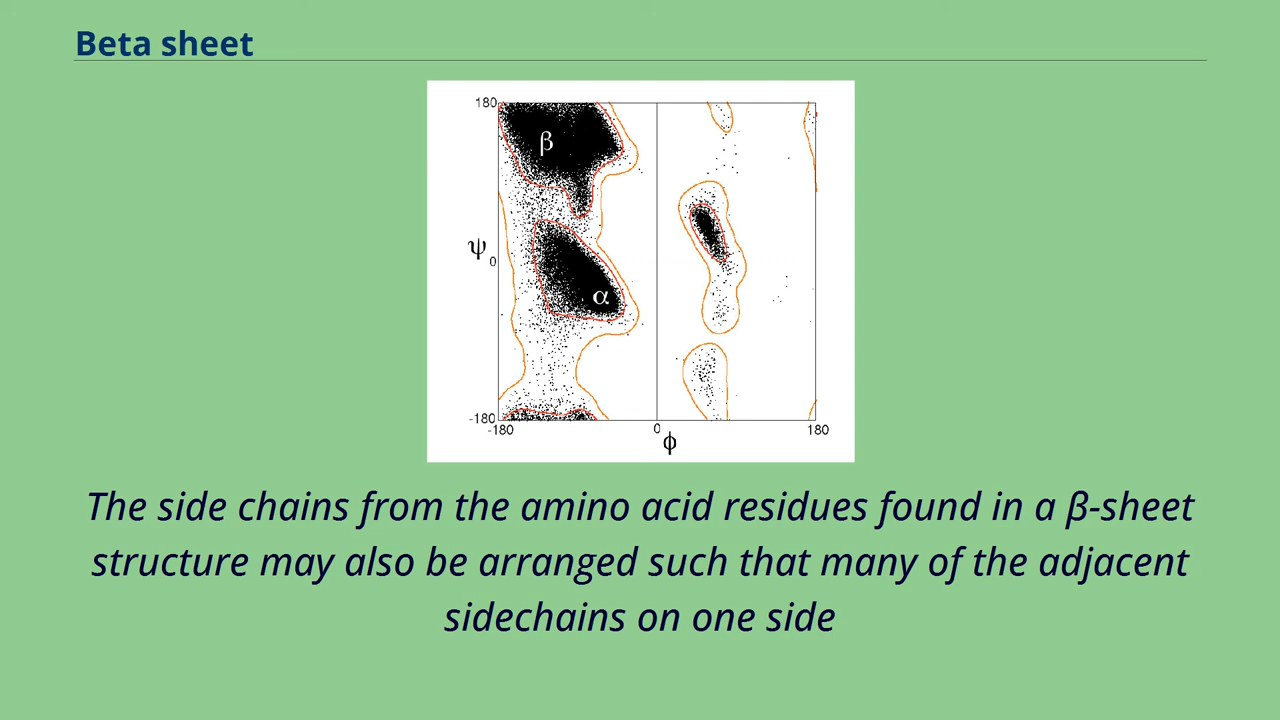 Beta sheet
180
β
ψ
0
α
-180
-180
0
180
ϕ
The side chains from the amino acid residues found in a β-sheet
structure may also be arranged such that many of the adjacent
sidechains on one side